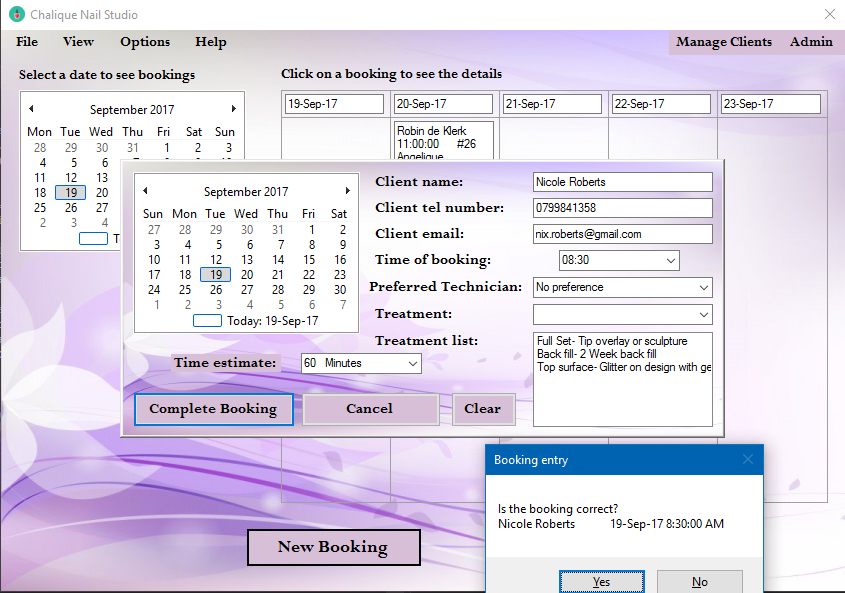 Chalique Nail Studio
File View Options Help Manage Clients Admin
Select a date to see bookings
Click on a booking to see the details
September 2017
Mon Tue Wed Thu Fri Sat Sun
28 29 30 31 1 2 3
4 5 6
11 12 13
18 19 20
25 26 27
2 3 4
19-Sep-17 20-Sep-17 21-Sep-17 22-Sep-17 23-Sep-17
Robin de Klerk
11:00:00 #26
Angelique
September 2017
Sun Mon Tue Wed Thu Fri Sat
27 28 29 30 31 1 2
3 4 5 6 7 8 9
10 11 12 13 14 15 16
17 18 19 20 21 22 23
24 25 26 27 28 29 30
1 2 3 4 5 6 7
Today: 19-Sep-17
Client name: Nicole Roberts
Client tel number: 0799841358
Client email: nix.roberts@gmail.com
Time of booking: 08:30
Preferred Technician: No preference
Treatment:
Treatment list:
Full Set- Tip overlay or sculpture
Back fill- 2 Week back fill
Top surface- Glitter on design with ge
Time estimate: 60 Minutes
Complete Booking Cancel Clear
Booking entry
Is the booking correct?
Nicole Roberts 19-Sep-17 8:30:00 AM
Yes No
New Booking